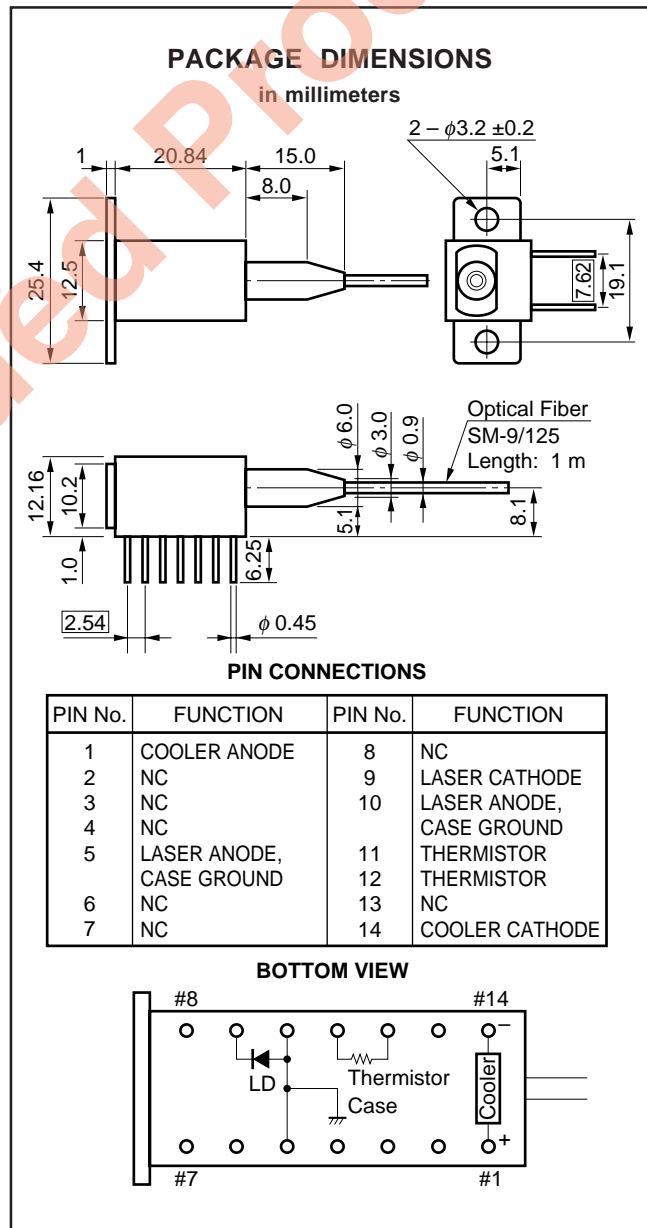 PACKAGE DIMENSIONS
in millimeters
2 – ϕ3.2 ±0.2
1
20.84
15.0
5.1
8.0
25.4
12.5
7.62
19.1
Optical Fiber
SM-9/125
Length: 1 m
ϕ 6.0
ϕ 3.0
ϕ 0.9
12.16
10.2
5.1
8.1
1.0
6.25
2.54
ϕ 0.45
PIN CONNECTIONS
PIN No. FUNCTION PIN No. FUNCTION
1 COOLER ANODE 8 NC
2 NC 9 LASER CATHODE
3 NC 10 LASER ANODE,
4 NC CASE GROUND
5 LASER ANODE, 11 THERMISTOR
CASE GROUND 12 THERMISTOR
6 NC 13 NC
7 NC 14 COOLER CATHODE
BOTTOM VIEW
#8 #14
–
LD
Thermistor
Case
Cooler
+
#7 #1